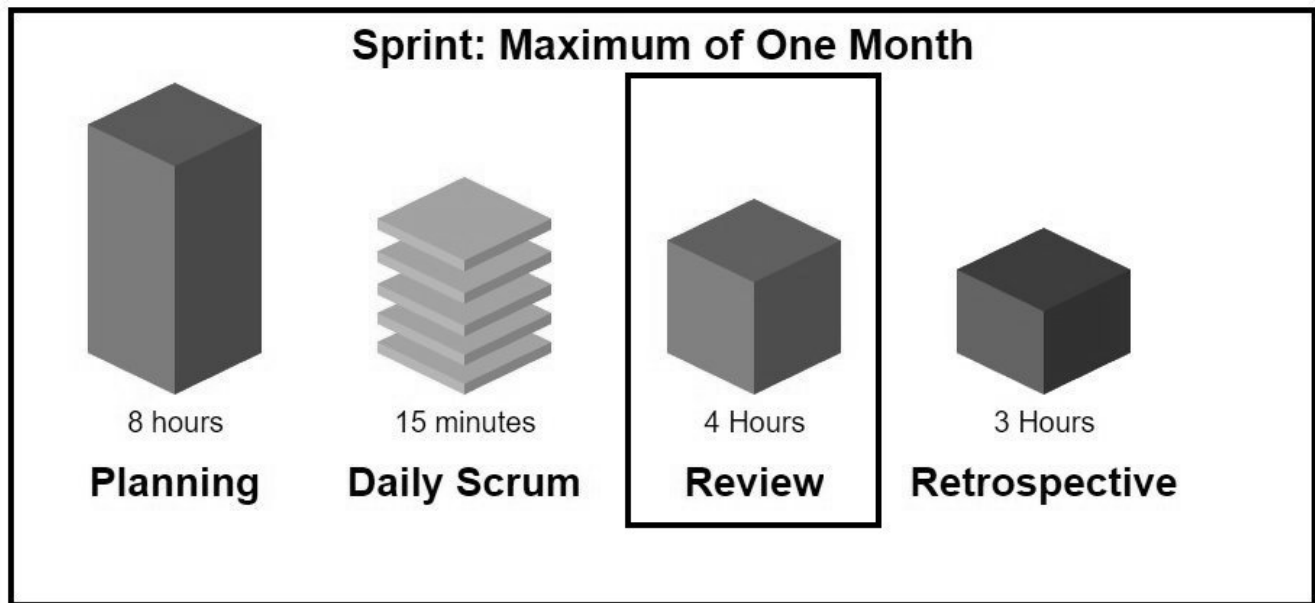 Sprint: Maximum of One Month
8 hours
Planning
15 minutes
Daily Scrum
4 Hours
Review
3 Hours
Retrospective